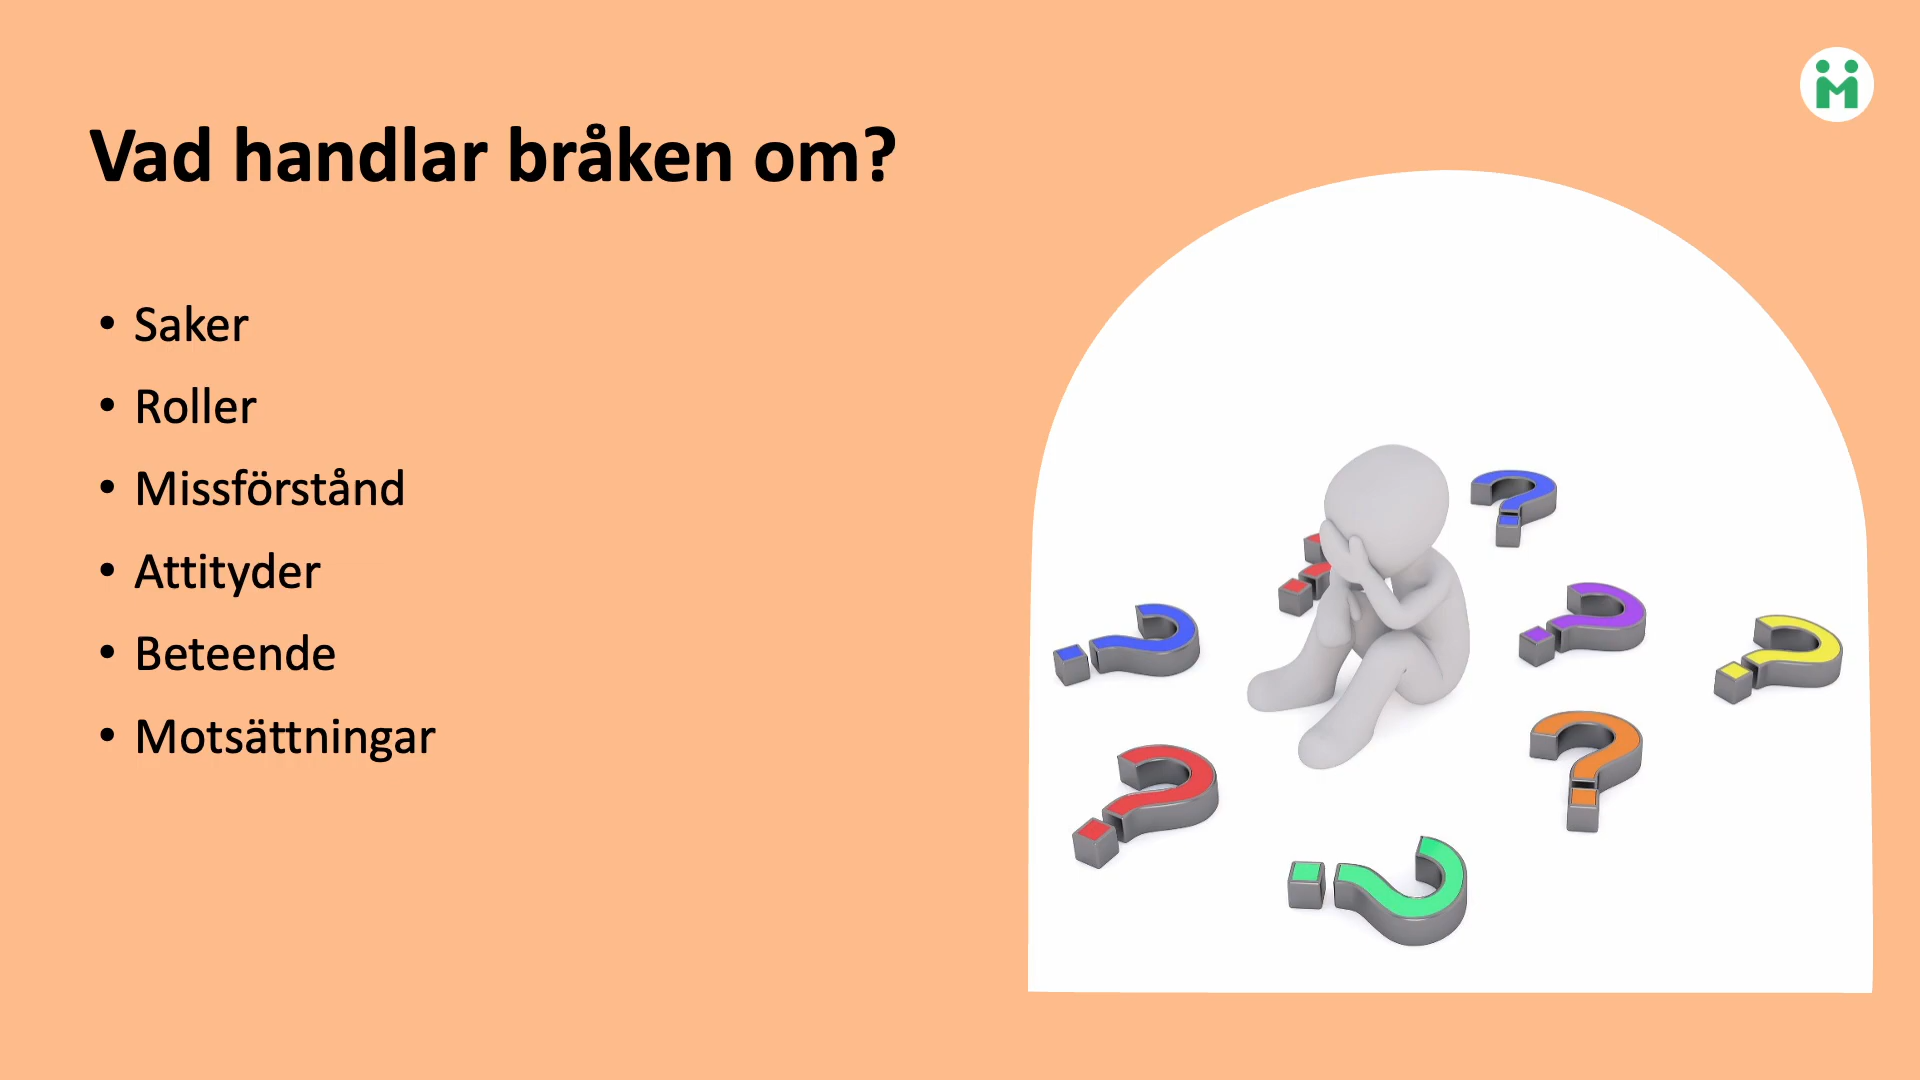 Vad handlar bråken om?
• Saker
• Roller
• Missförstånd
• Attityder
• Beteende
• Motsättningar